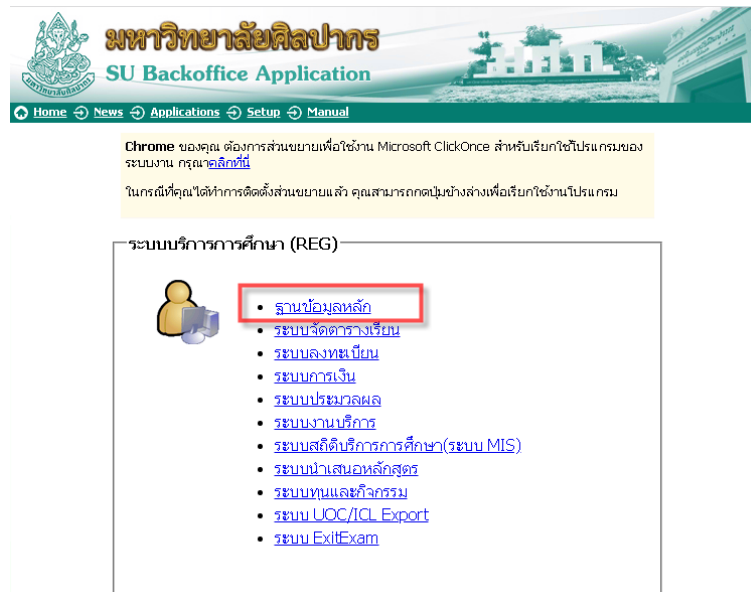 มหาวิทยาลัยศิลปากร
SU Backoffice Application
Home News Applications Setup Manual
Chrome ของคุณ ต้องการส่วนขยายเพื่อใช้งาน Microsoft ClickOnce สำหรับเรียกใช้โปรแกรมของ
ระบบงาน กรุณาคลิกที่นี่
ในกรณีที่คุณได้ทำการติดตั้งส่วนขยายแล้ว คุณสามารถกดปุ่มข้างล่างเพื่อเรียกใช้งานโปรแกรม
ระบบบริการการศึกษา (REG)
• ฐานข้อมูลหลัก
• ระบบจัดตารางเรียน
• ระบบลงทะเบียน
• ระบบการเงิน
• ระบบประมวลผล
• ระบบงานบริการ
• ระบบสถิติบริการการศึกษา(ระบบ MIS)
• ระบบนำเสนอหลักสูตร
• ระบบทุนและกิจกรรม
• ระบบ UOC/ICL Export
• ระบบ ExitExam